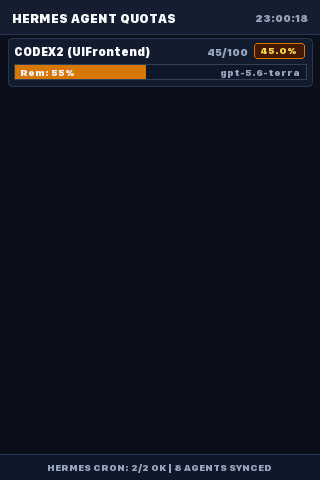 HERMES AGENT QUOTAS 23:00:18
CODEX2 (UIFrontend) 45/100 45.0%
Rem: 55% gpt-5.6-terra
HERMES CRON: 2/2 OK | 8 AGENTS SYNCED